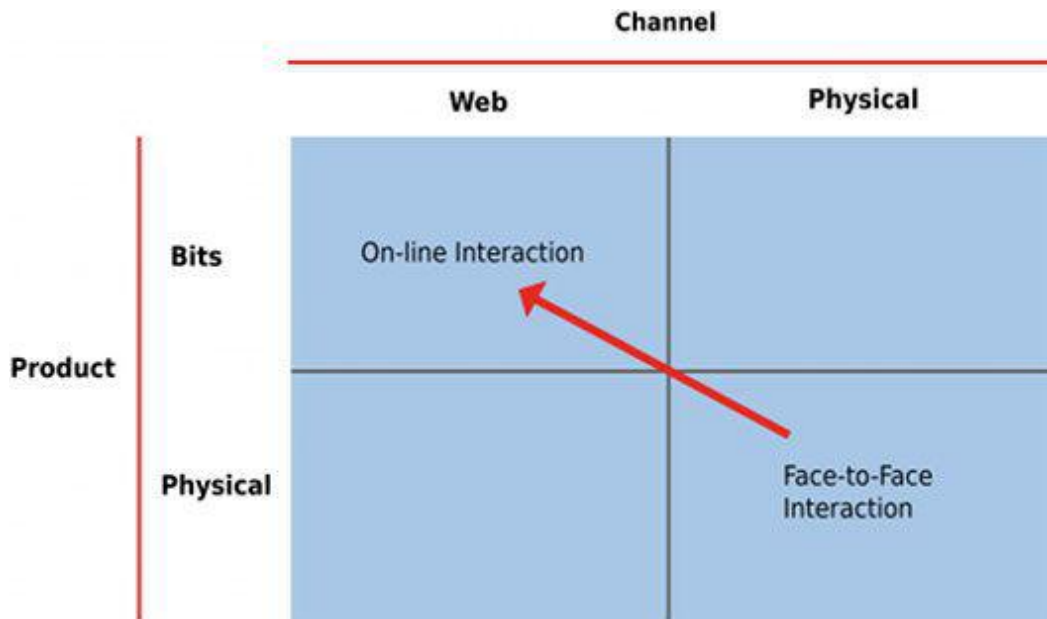 Channel
Web
Physical
Bits
On-line Interaction
Product
Physical
Face-to-Face
Interaction